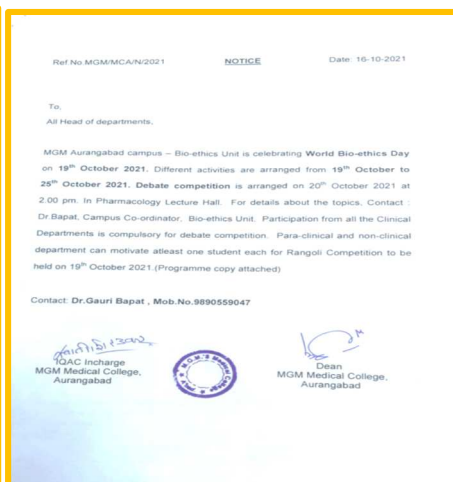 Ref No.MGM/MCA/N/2021 NOTICE Date: 16-10-2021
To,
All Head of departments,
MGM Aurangabad campus – Bio-ethics Unit is celebrating World Bio-ethics Day
on 19th October 2021. Different activities are arranged from 19th October to
25th October 2021. Debate competition is arranged on 20th October 2021 at
2.00 pm. In Pharmacology Lecture Hall. For details about the topics. Contact :
Dr.Bapat, Campus Co-ordinator. Bio-ethics Unit. Participation from all the Clinical
Departments is compulsory for debate competition. Para-clinical and non-clinical
department can motivate atleast one student each for Rangoli Competition to be
held on 19th October 2021.(Programme copy attached)
Contact: Dr.Gauri Bapat , Mob.No.9890559047
IQAC Incharge
MGM Medical College,
Aurangabad
Dean
MGM Medical College,
Aurangabad